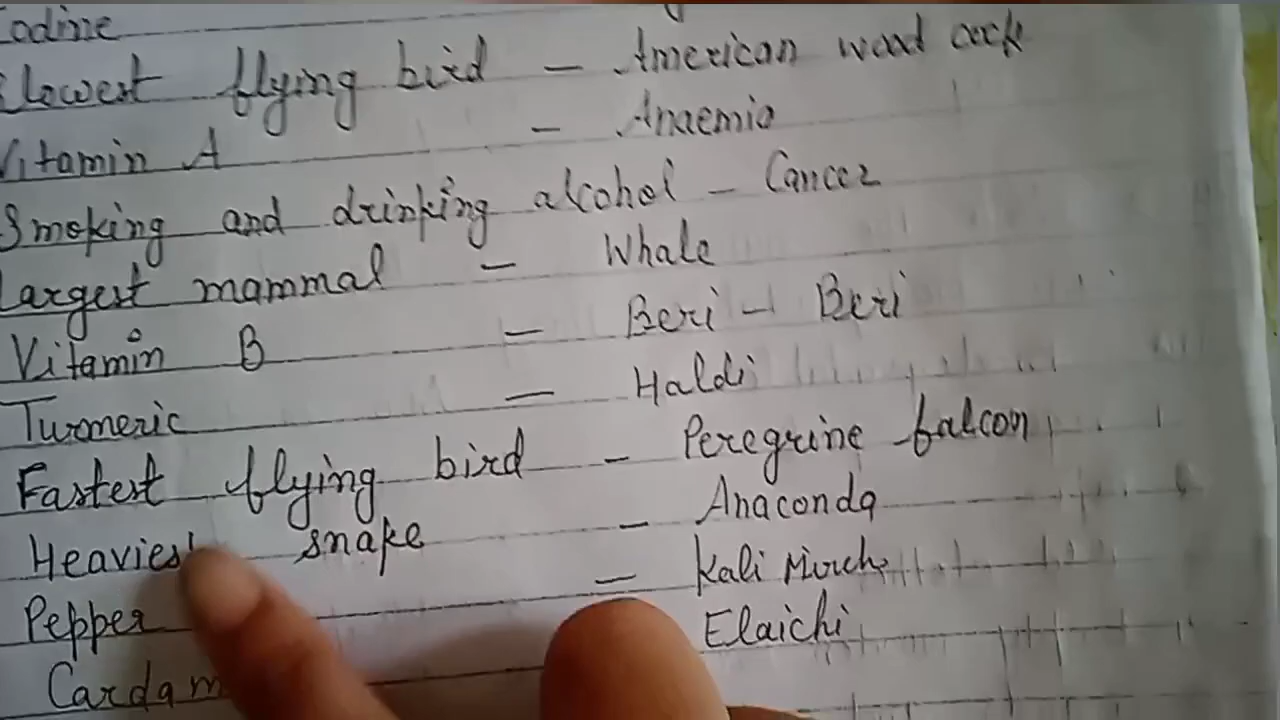 Iodine
Slowest flying bird - American wood cock
Vitamin A - Anaemia
Smoking and drinking alcohol - Cancer
Largest mammal - Whale
Vitamin B - Beri - Beri
Turmeric - Haldi
Fastest flying bird - Peregrine falcon
Heaviest snake - Anaconda
Pepper - Kali Mirch
Cardam Elaichi